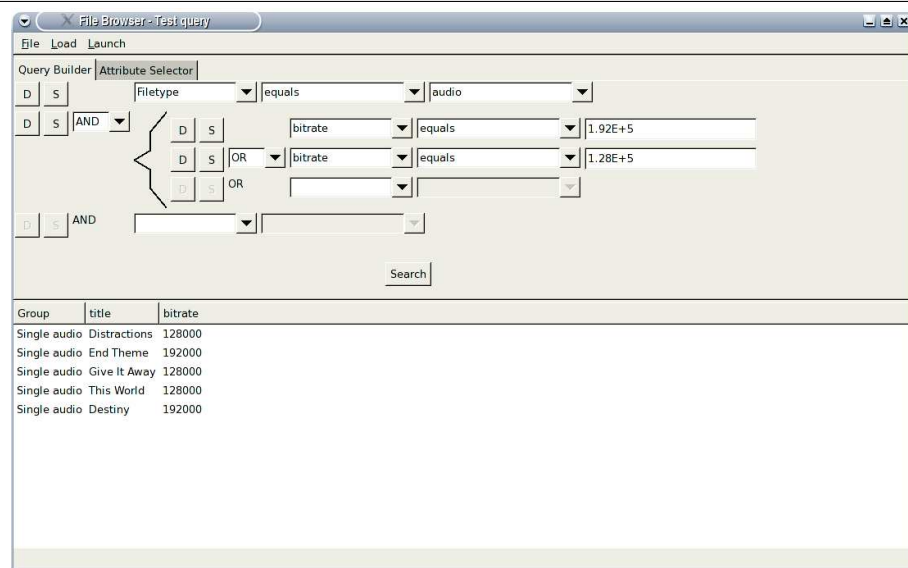 File Browser - Test query
File Load Launch
Query Builder Attribute Selector
D S Filetype equals audio
D S AND D S bitrate equals 1.92E+5
D S OR bitrate equals 1.28E+5
D S OR
D S AND
Search
Group title bitrate
Single audio Distractions 128000
Single audio End Theme 192000
Single audio Give It Away 128000
Single audio This World 128000
Single audio Destiny 192000